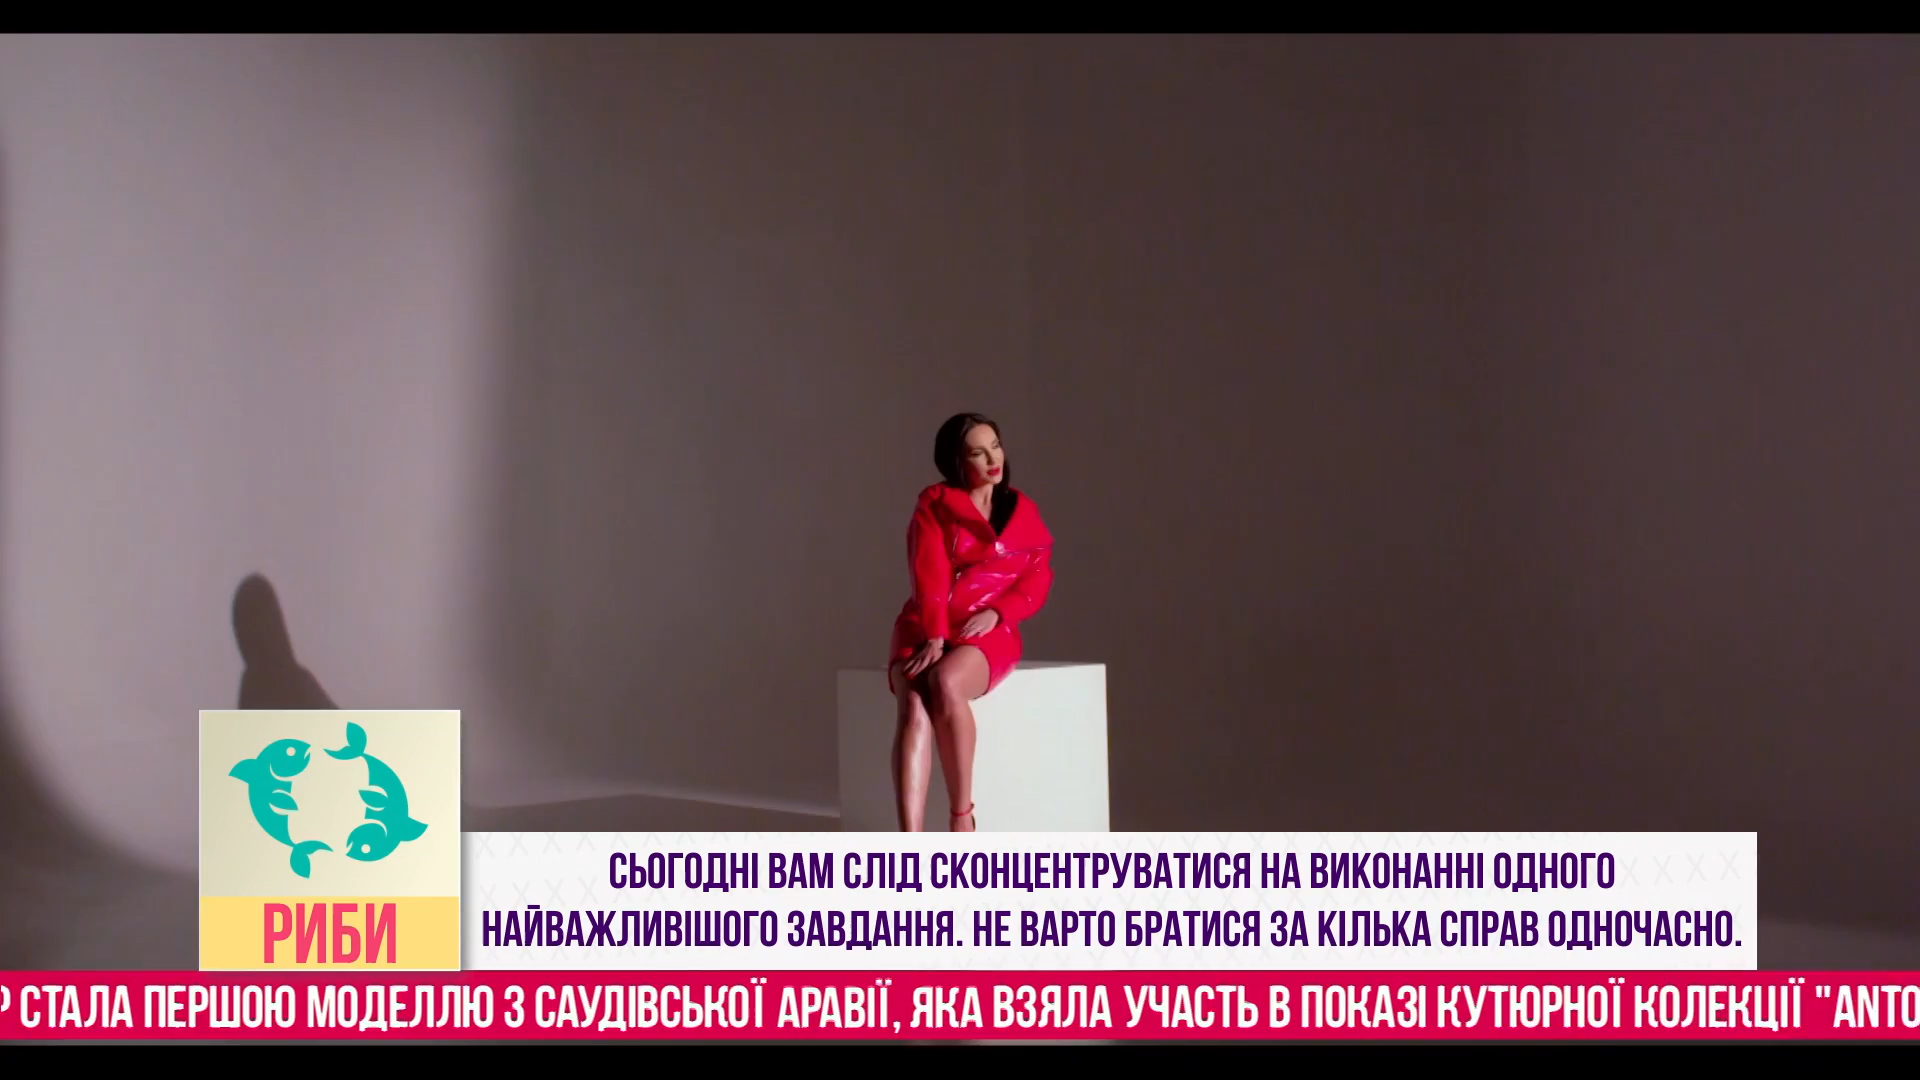 СЬОГОДНІ ВАМ СЛІД СКОНЦЕНТРУВАТИСЯ НА ВИКОНАННІ ОДНОГО
НАЙВАЖЛИВІШОГО ЗАВДАННЯ. НЕ ВАРТО БРАТИСЯ ЗА КІЛЬКА СПРАВ ОДНОЧАСНО.
РИБИ
СТАЛА ПЕРШОЮ МОДЕЛЛЮ З САУДІВСЬКОЇ АРАВІЇ, ЯКА ВЗЯЛА УЧАСТЬ В ПОКАЗІ КУТЮРНОЇ КОЛЕКЦІЇ "ANTO